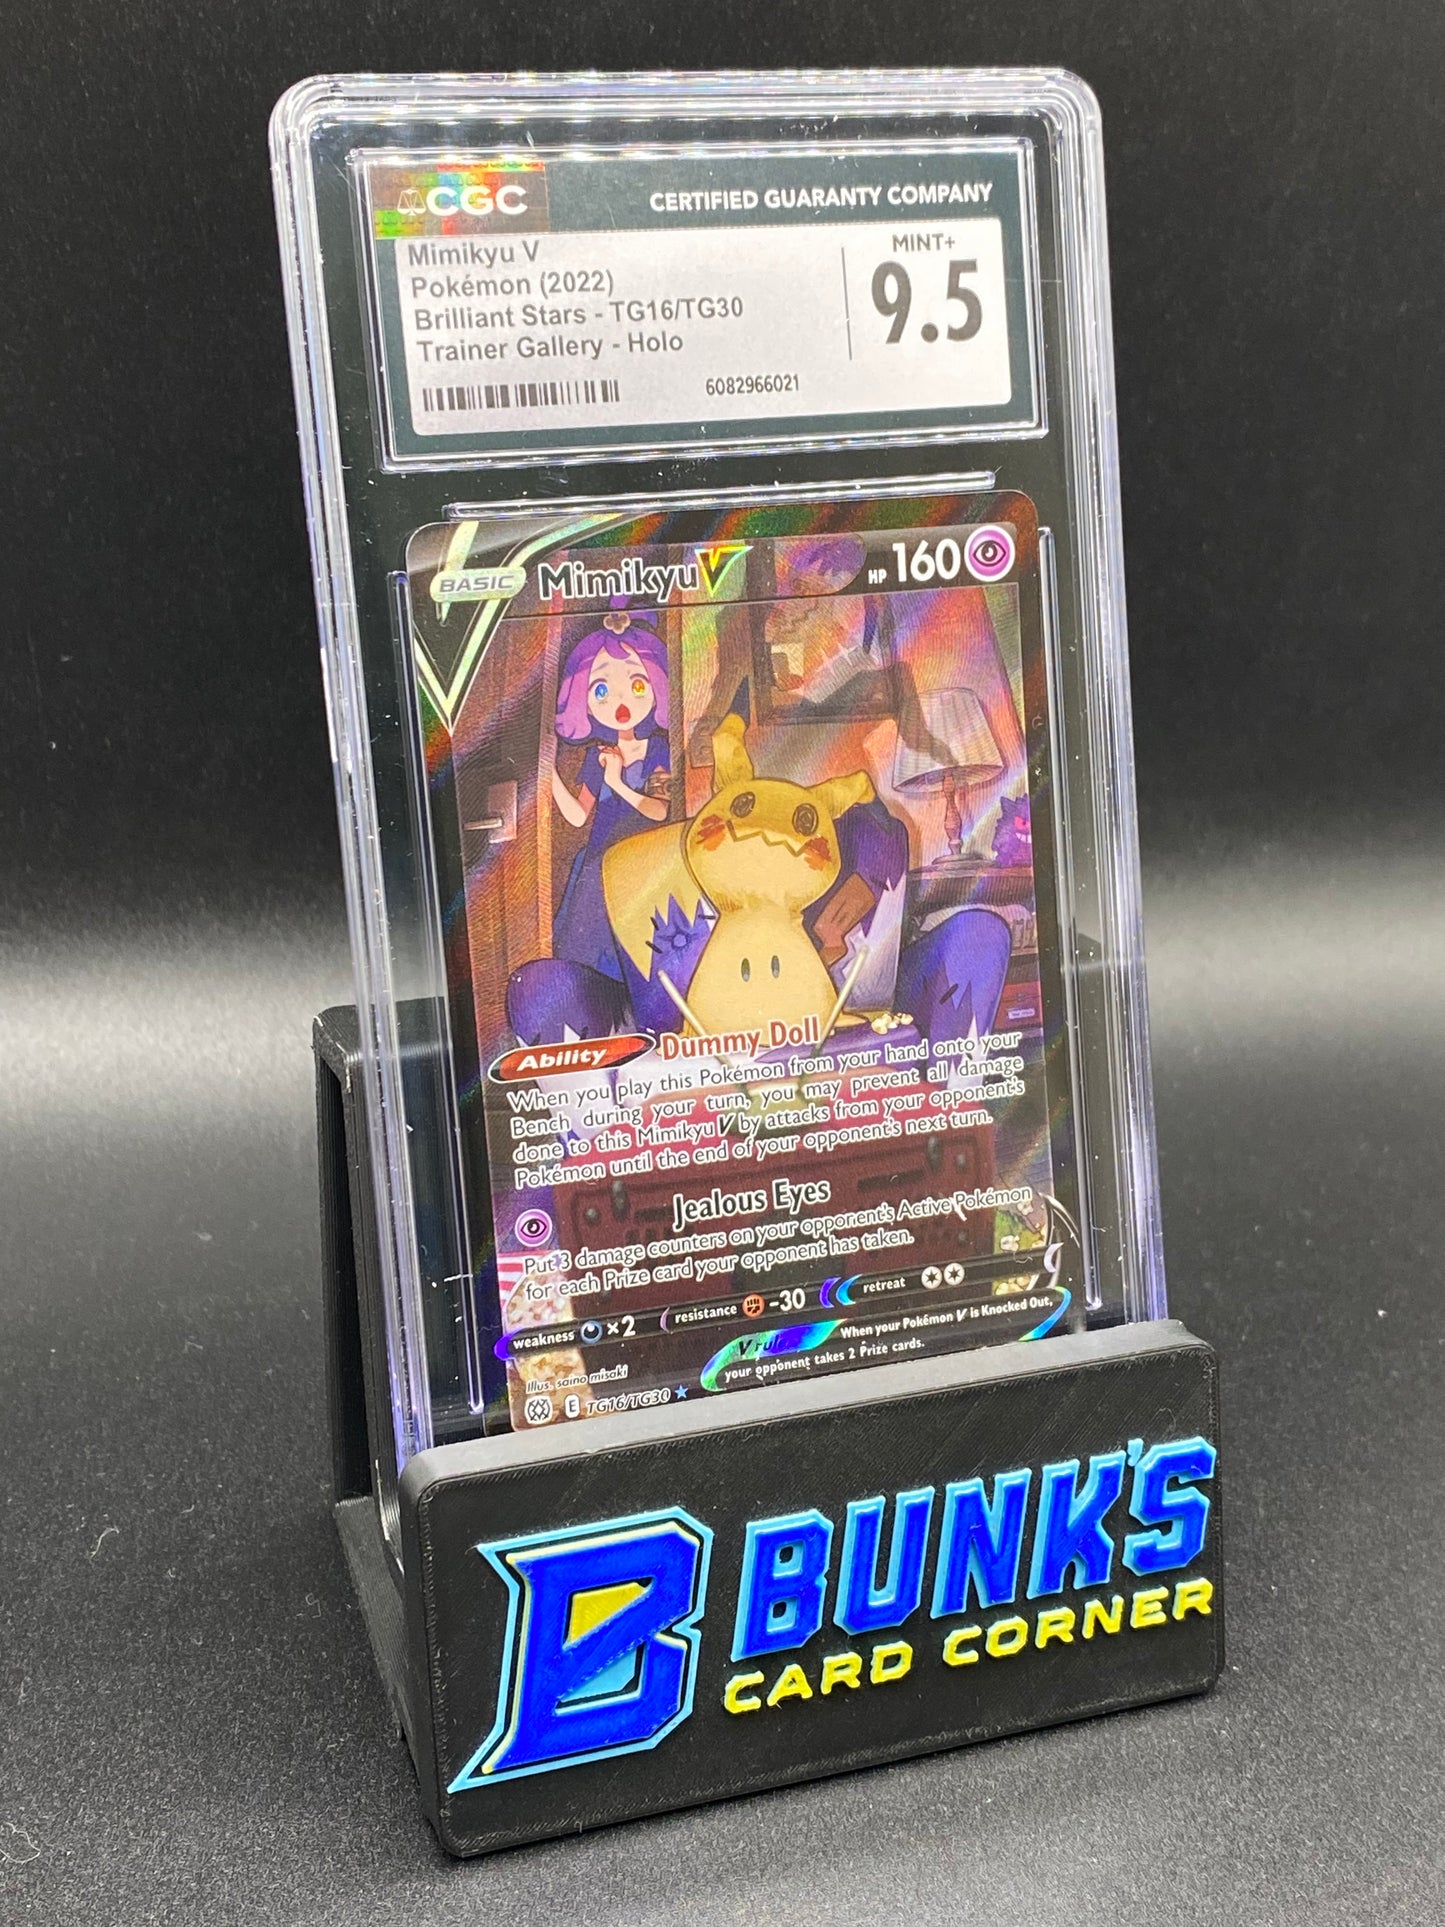 CGC
CERTIFIED GUARANTY COMPANY
Mimikyu V
Pokémon (2022)
Brilliant Stars - TG16/TG30
Trainer Gallery - Holo
MINT+
9.5
6082966021
BASIC
Mimikyu V
HP 160
Ability Dummy Doll
When you play this Pokémon from your hand onto your
Bench during your turn, you may prevent all damage
done to this Mimikyu V by attacks from your opponent's
Pokémon until the end of your opponent's next turn.
Jealous Eyes
Put 3 damage counters on your opponent's Active Pokémon
for each Prize card your opponent has taken.
weakness ×2 resistance -30 retreat
V rule When your Pokémon V is Knocked Out,
your opponent takes 2 Prize cards.
Illus. saino misaki
E TG16/TG30
B BUNK'S
CARD CORNER